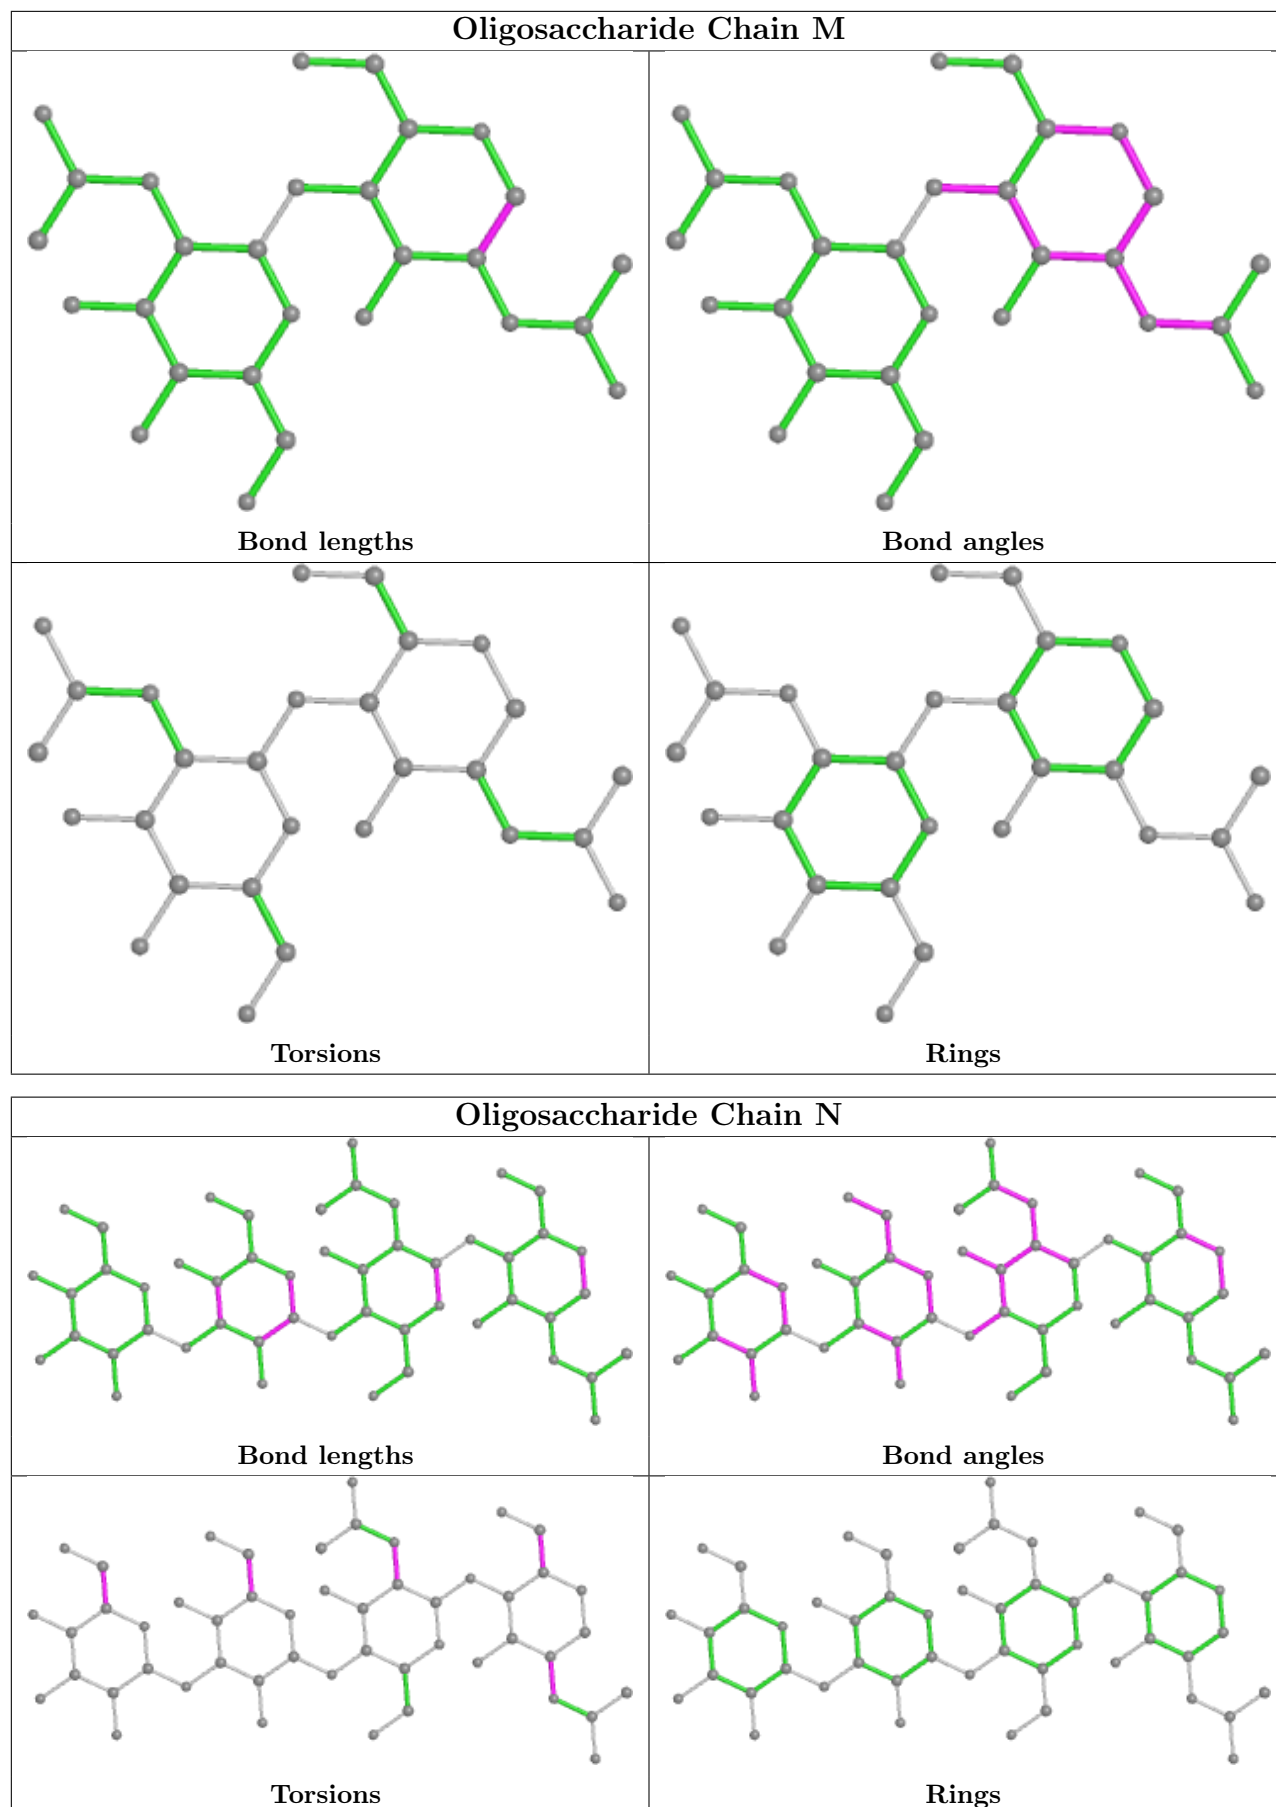 Oligosaccharide Chain M
Bond lengths
Bond angles
Torsions
Rings
Oligosaccharide Chain N
Bond lengths
Bond angles
Torsions
Rings